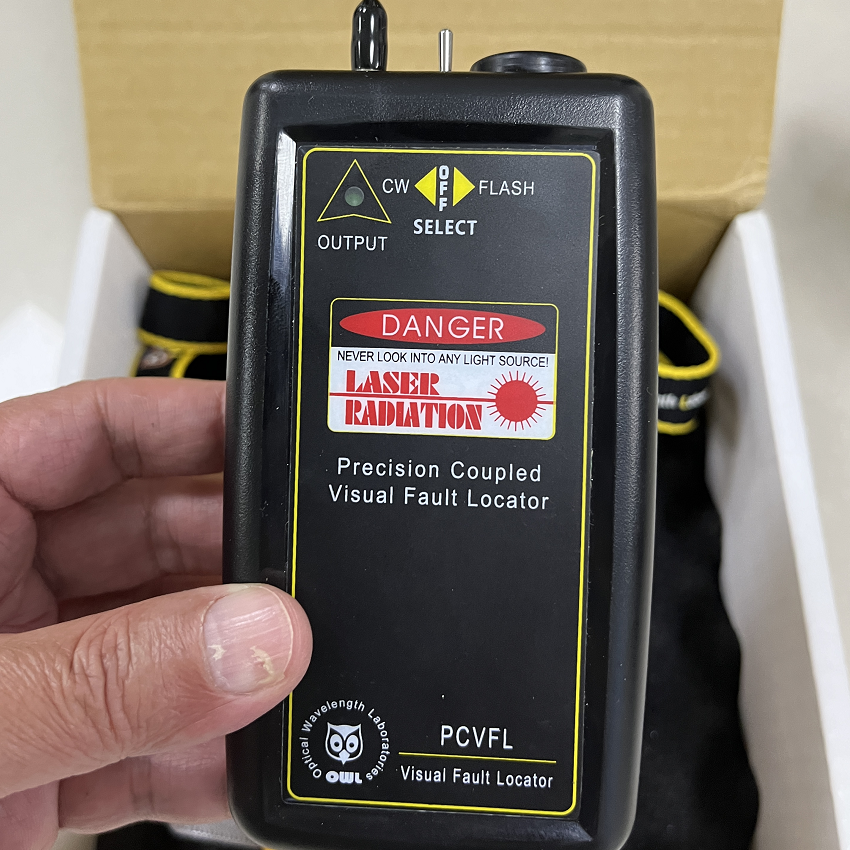 CW OFF FLASH
SELECT
OUTPUT
DANGER
NEVER LOOK INTO ANY LIGHT SOURCE!
LASER
RADIATION
Precision Coupled
Visual Fault Locator
Optical Wavelength Laboratories
OWL
PCVFL
Visual Fault Locator